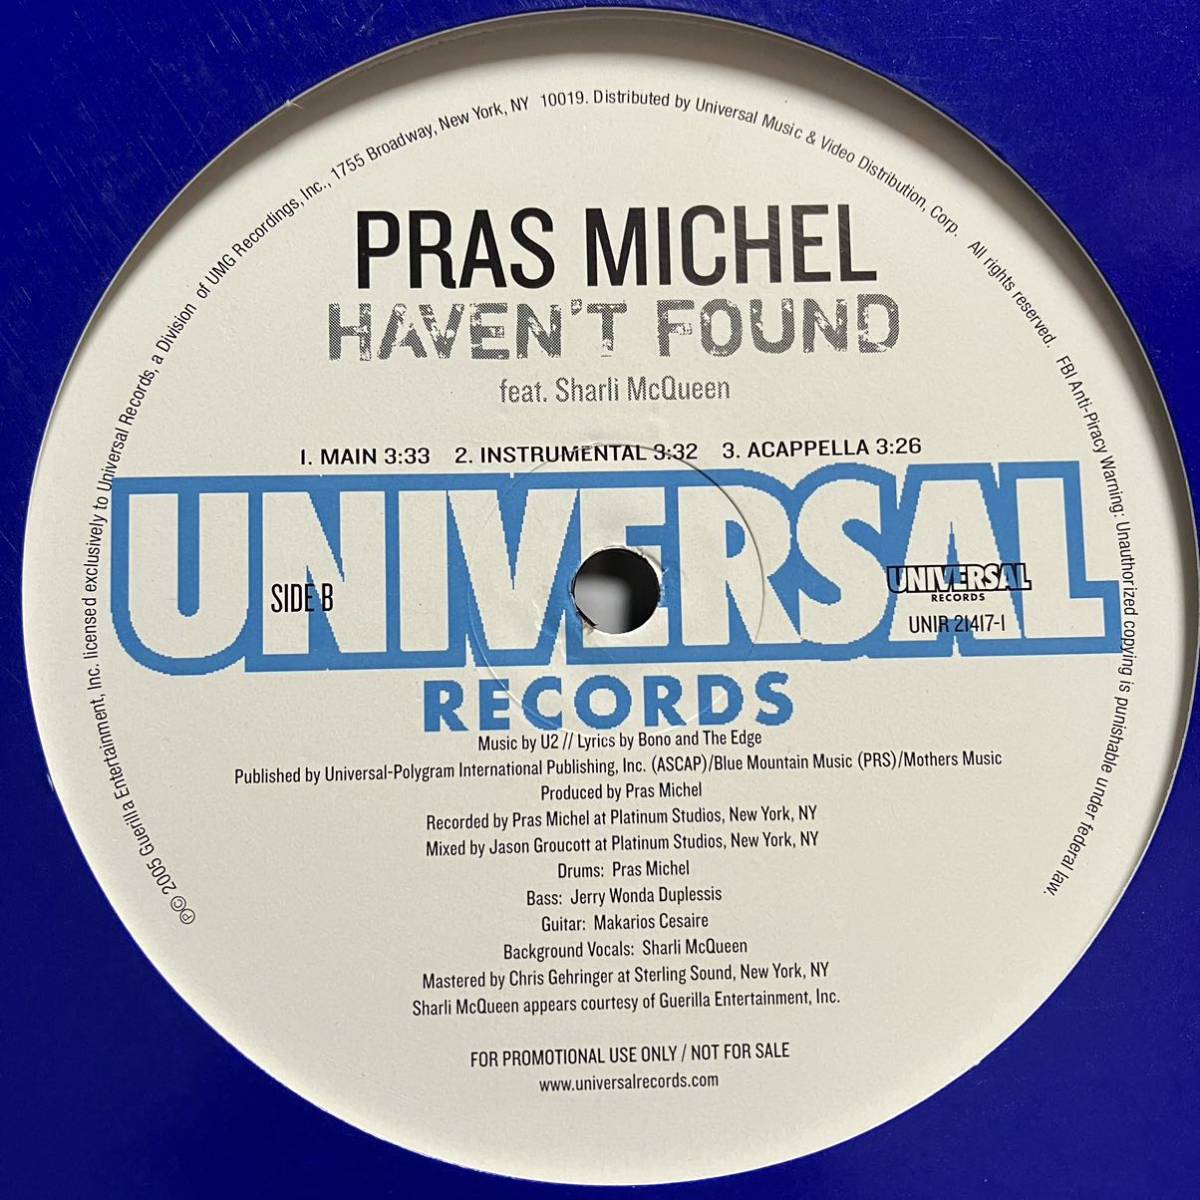 ℗© 2005 Guerilla Entertainment, Inc. licensed exclusively to Universal Records, a Division of UMG Recordings, Inc., 1755 Broadway, New York, NY 10019. Distributed by Universal Music & Video Distribution, Corp. All rights reserved. FBI Anti-Piracy Warning: Unauthorized copying is punishable under federal law.
PRAS MICHEL
HAVEN'T FOUND
feat. Sharli McQueen
1. MAIN 3:33 2. INSTRUMENTAL 3:32 3. ACAPPELLA 3:26
UNIVERSAL
RECORDS
SIDE B
UNIVERSAL
RECORDS
UNIR 21417-1
Music by U2 // Lyrics by Bono and The Edge
Published by Universal-Polygram International Publishing, Inc. (ASCAP)/Blue Mountain Music (PRS)/Mothers Music
Produced by Pras Michel
Recorded by Pras Michel at Platinum Studios, New York, NY
Mixed by Jason Groucott at Platinum Studios, New York, NY
Drums: Pras Michel
Bass: Jerry Wonda Duplessis
Guitar: Makarios Cesaire
Background Vocals: Sharli McQueen
Mastered by Chris Gehringer at Sterling Sound, New York, NY
Sharli McQueen appears courtesy of Guerilla Entertainment, Inc.
FOR PROMOTIONAL USE ONLY / NOT FOR SALE
www.universalrecords.com